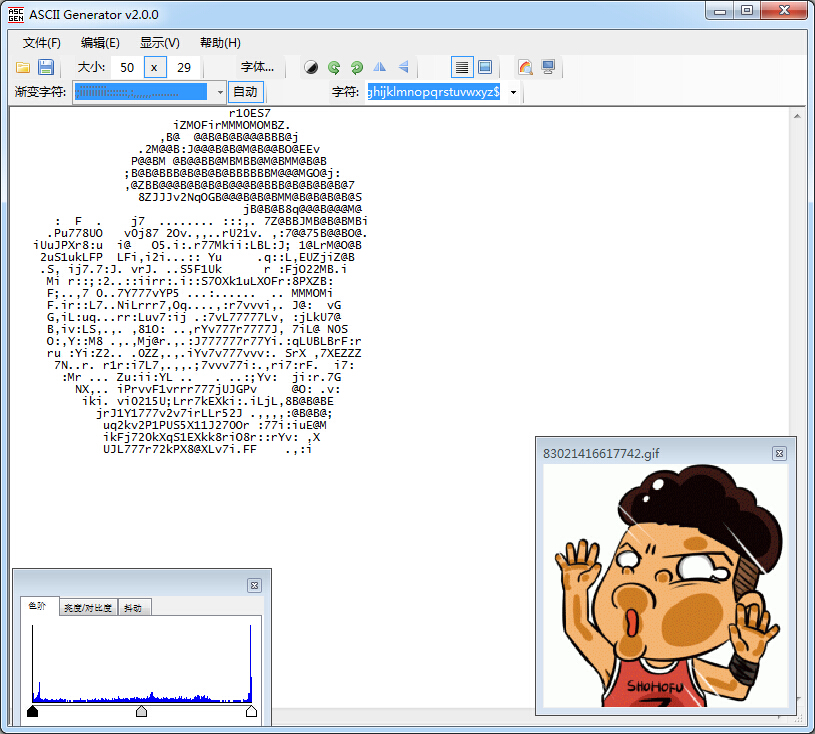 ASC
GEN
ASCII Generator v2.0.0
文件(F) 编辑(E) 显示(V) 帮助(H)
大小: 50 x 29 字体...
渐变字符: 自动 字符: ghijklmnopqrstuvwxyz$
r1OES7
iZMOFirMMMOMOMBZ.
,B@ @@B@B@B@@@BBB@j
.2M@@B:J@@@B@B@M@B@@BO@EEv
P@@BM @B@@BB@MBMBB@M@BMM@B@B
;B@B@BBB@B@B@B@BBBBBBM@@@MGO@j:
,@ZBB@@@B@B@B@B@@@B@BBB@B@B@B@B@7
8ZJJJv2NqOGB@@@B@B@BMM@B@B@B@B@S
jB@B@B8q@@@B@@@M@
: F . j7 ........ :::,. 7Z@BBJMB@B@BMBi
.Pu778UO vOj87 2Ov.,,..rU21v. ,:7@@75B@@BO@.
iUuJPXr8:u i@ O5.i:.r77Mkii:LBL:J; 1@LrM@O@B
2uS1ukLFP LFi,i2i...:: Yu .q::L,EUZjiZ@B
.S, ij7.7:J. vrJ. ..S5F1Uk r :FjO22MB.i
Mi r::;:2..::iirr:.i::S7OXk1uLXOFr:8PXZB:
F;..,7 0..7Y777vYP5 ...:...... .. MMMOMi
F.ir::L7..NiLrrr7,Oq....,:r7vvvi,. J@: vG
G,iL:uq...rr:Luv7:ij .:7vL77777Lv, :jLkU7@
B,iv:LS,.,. ,81O: ..,rYv777r7777J, 7iL@ NOS
O:,Y::M8 .,.,Mj@r.,.:J777777r77Yi.:qLUBLBrF:r
ru :Yi:Z2.. .OZZ,.,.iYv7v777vvv:. SrX ,7XEZZZ
7N..r. r1r:i7L7,.,.;7vvv77i:.,ri7:rF. i7:
:Mr ... Zu:ii:YL .. . ..:;Yv: ji:r.7G
NX,.. iPrvvF1vrrr777jUJGPv @O: .v:
iki. viO215U;Lrr7kEXki:.iLjL,8B@B@BE
jrJ1Y1777v2v7irLLr52J .,,,,:@B@B@;
uq2kv2P1PUS5X11J27OOr :77i:iuE@M
ikFj72OkXqS1EXkk8riO8r::rYv: ,X
UJL777r72kPX8@XLv7i.FF .,:i
83021416617742.gif
SHOHOFU
色阶 亮度/对比度 抖动